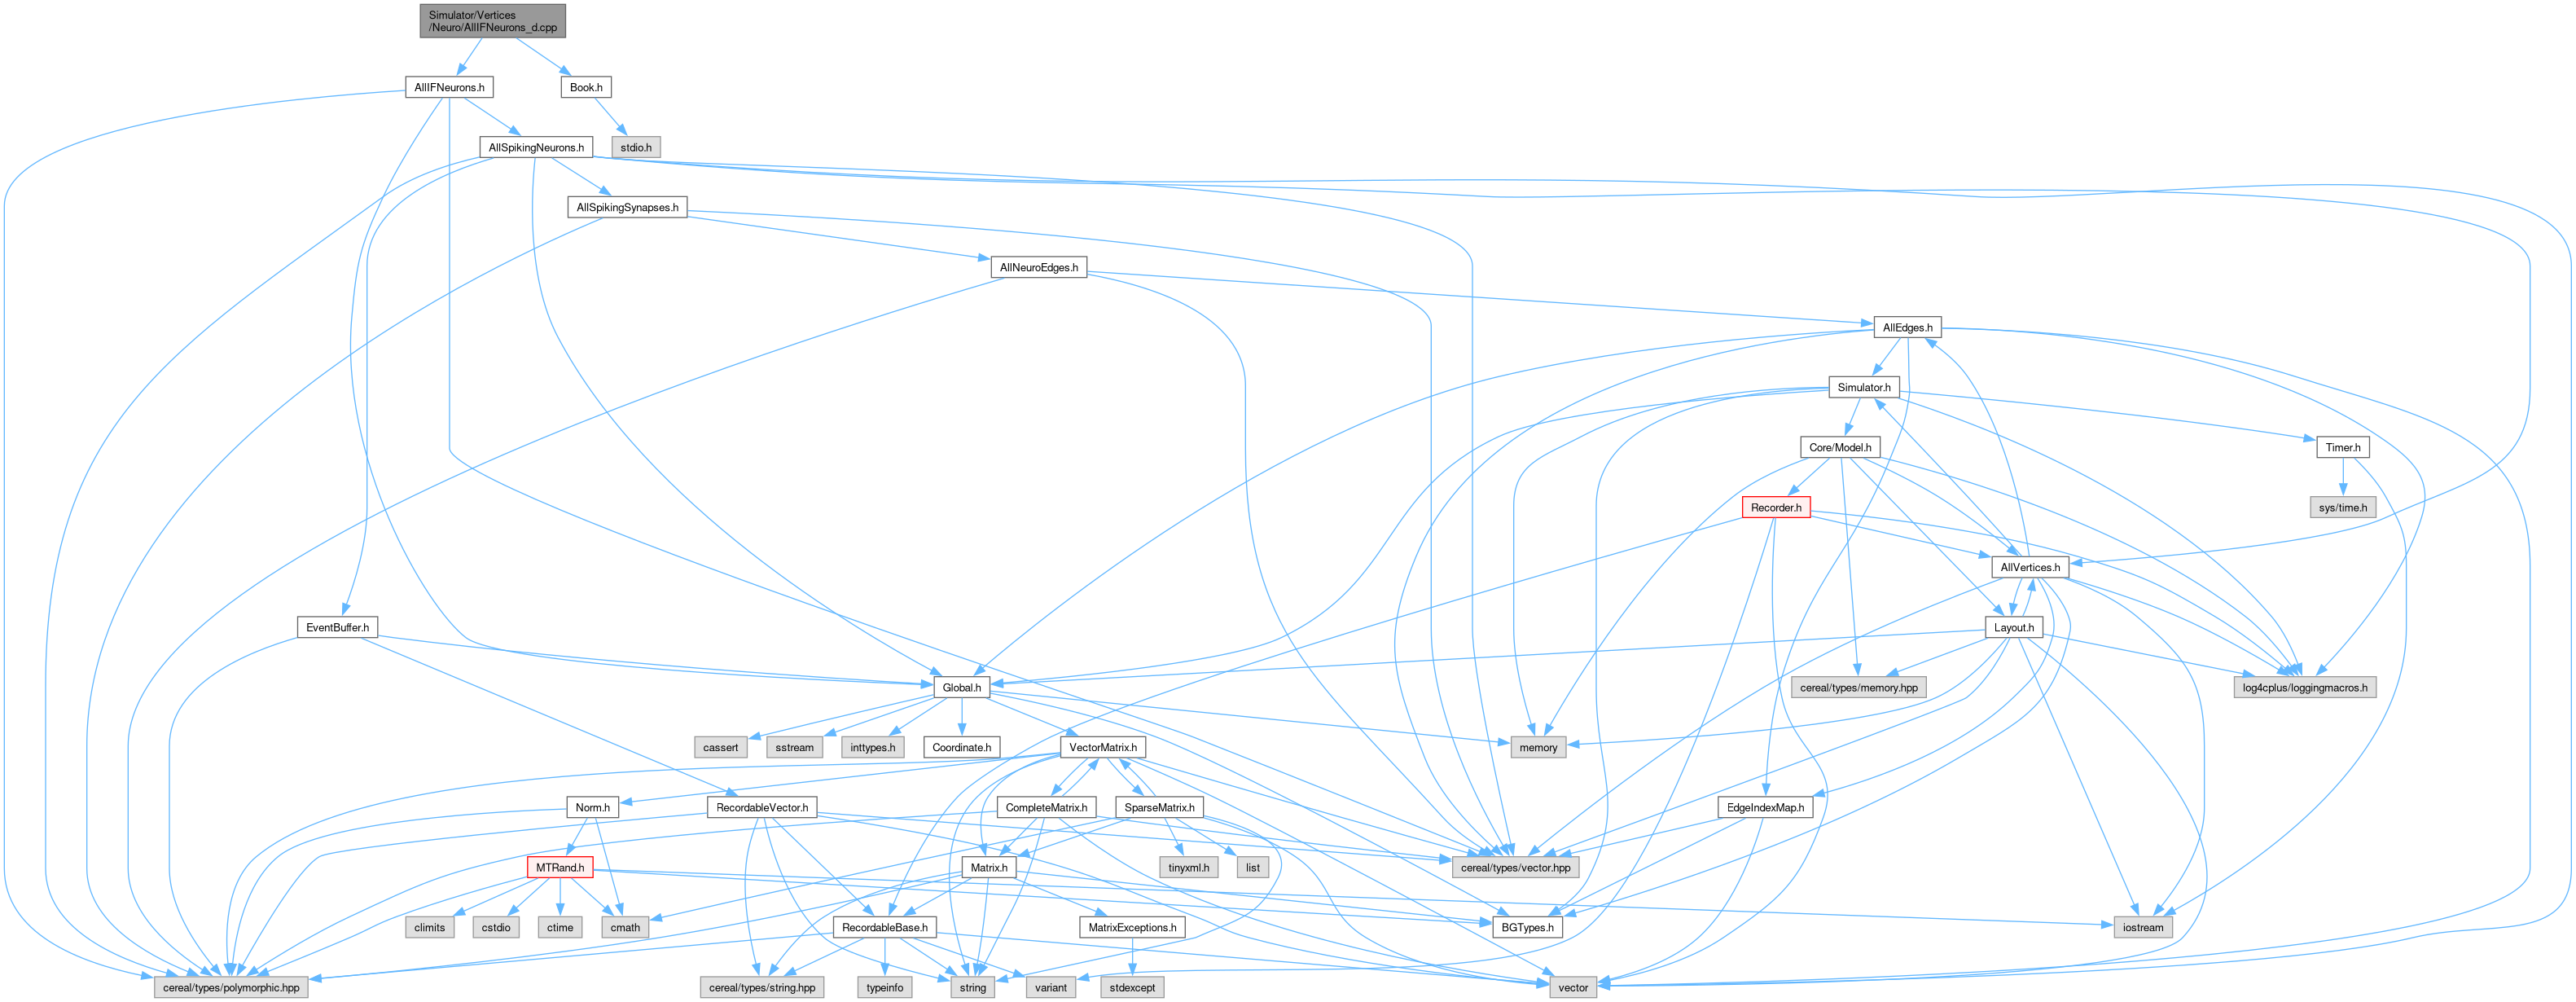 Simulator/Vertices
/Neuro/AllIFNeurons_d.cpp
AllIFNeurons.h
Book.h
AllSpikingNeurons.h
stdio.h
AllSpikingSynapses.h
AllNeuroEdges.h
AllEdges.h
Simulator.h
Core/Model.h
Timer.h
Recorder.h
sys/time.h
AllVertices.h
EventBuffer.h
Layout.h
Global.h
cereal/types/memory.hpp
log4cplus/loggingmacros.h
cassert
sstream
inttypes.h
Coordinate.h
VectorMatrix.h
memory
Norm.h
RecordableVector.h
CompleteMatrix.h
SparseMatrix.h
EdgeIndexMap.h
MTRand.h
Matrix.h
tinyxml.h
list
cereal/types/vector.hpp
climits
cstdio
ctime
cmath
RecordableBase.h
MatrixExceptions.h
BGTypes.h
iostream
cereal/types/polymorphic.hpp
cereal/types/string.hpp
typeinfo
string
variant
stdexcept
vector